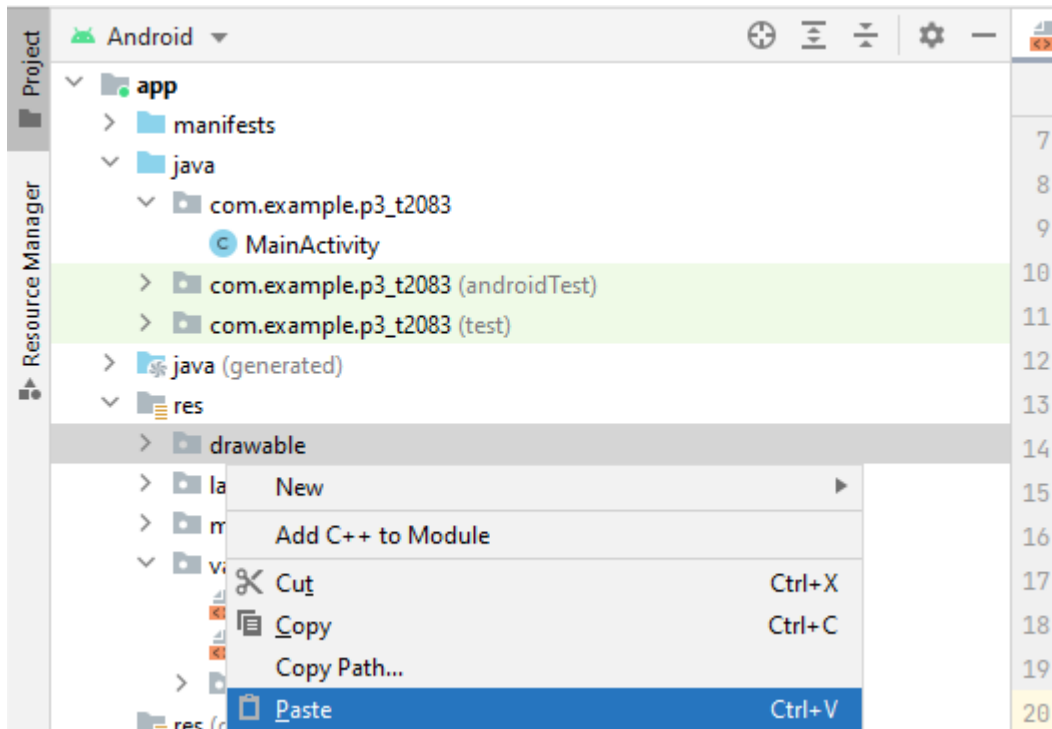 Project
Resource Manager
Android
app
manifests
java
com.example.p3_t2083
MainActivity
com.example.p3_t2083 (androidTest)
com.example.p3_t2083 (test)
java (generated)
res
drawable
New
Add C++ to Module
Cut Ctrl+X
Copy Ctrl+C
Copy Path...
Paste Ctrl+V
res
7
8
9
10
11
12
13
14
15
16
17
18
19
20